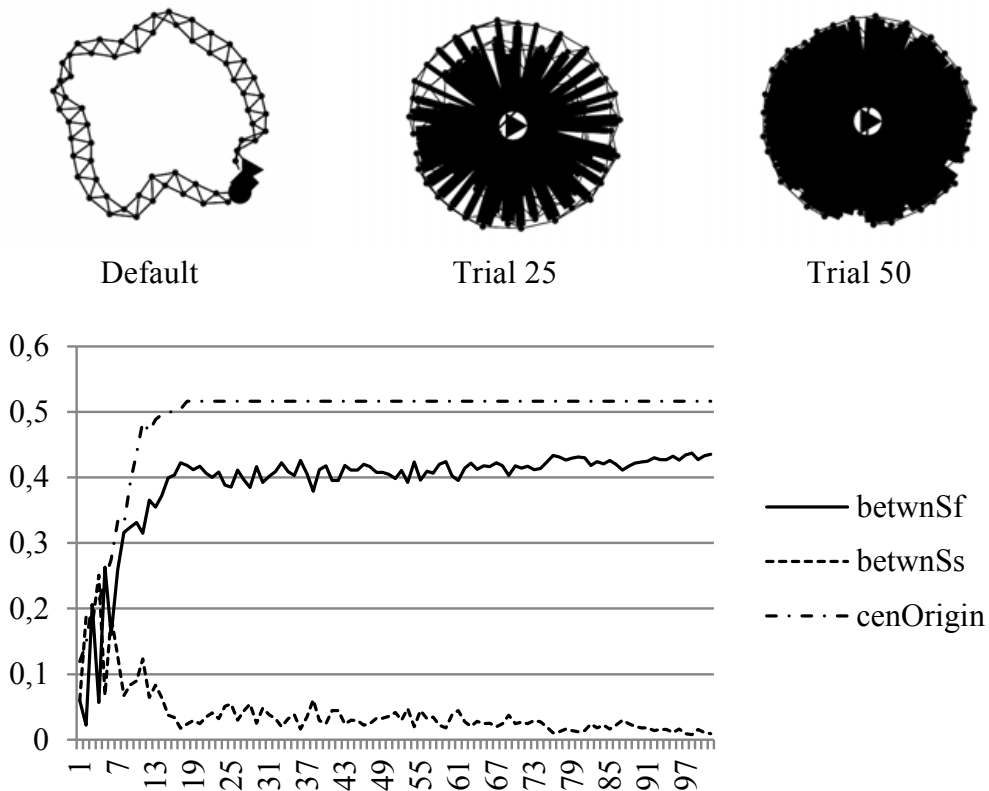 Default
Trial 25
Trial 50
0,6
0,5
0,4
0,3
0,2
0,1
0
betwnSf
betwnSs
cenOrigin
1 7 13 19 25 31 37 43 49 55 61 67 73 79 85 91 97